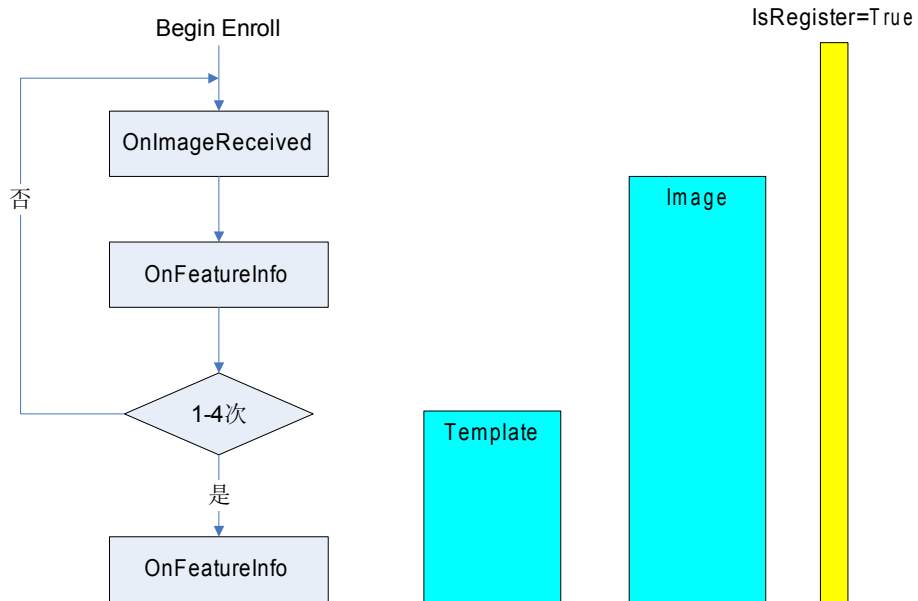 Begin Enroll
IsRegister=True
OnImageReceived
否
Image
OnFeatureInfo
1-4次
Template
是
OnFeatureInfo